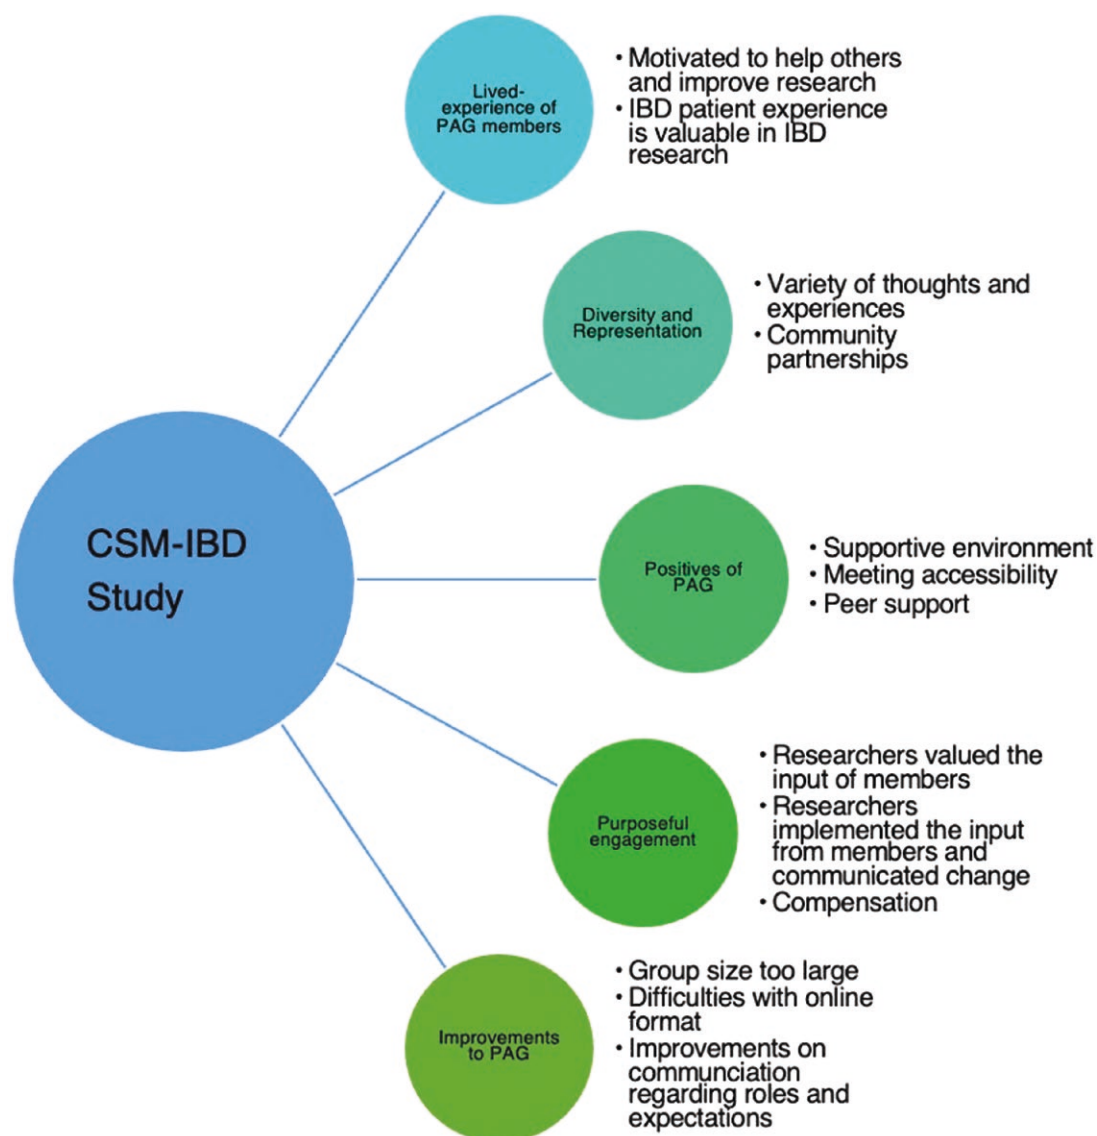 Lived-
experience of
PAG members
• Motivated to help others
and improve research
• IBD patient experience
is valuable in IBD
research
Diversity and
Representation
• Variety of thoughts and
experiences
• Community
partnerships
CSM-IBD
Study
Positives of
PAG
• Supportive environment
• Meeting accessibility
• Peer support
Purposeful
engagement
• Researchers valued the
input of members
• Researchers
implemented the input
from members and
communicated change
• Compensation
Improvements
to PAG
• Group size too large
• Difficulties with online
format
• Improvements on
communciation
regarding roles and
expectations